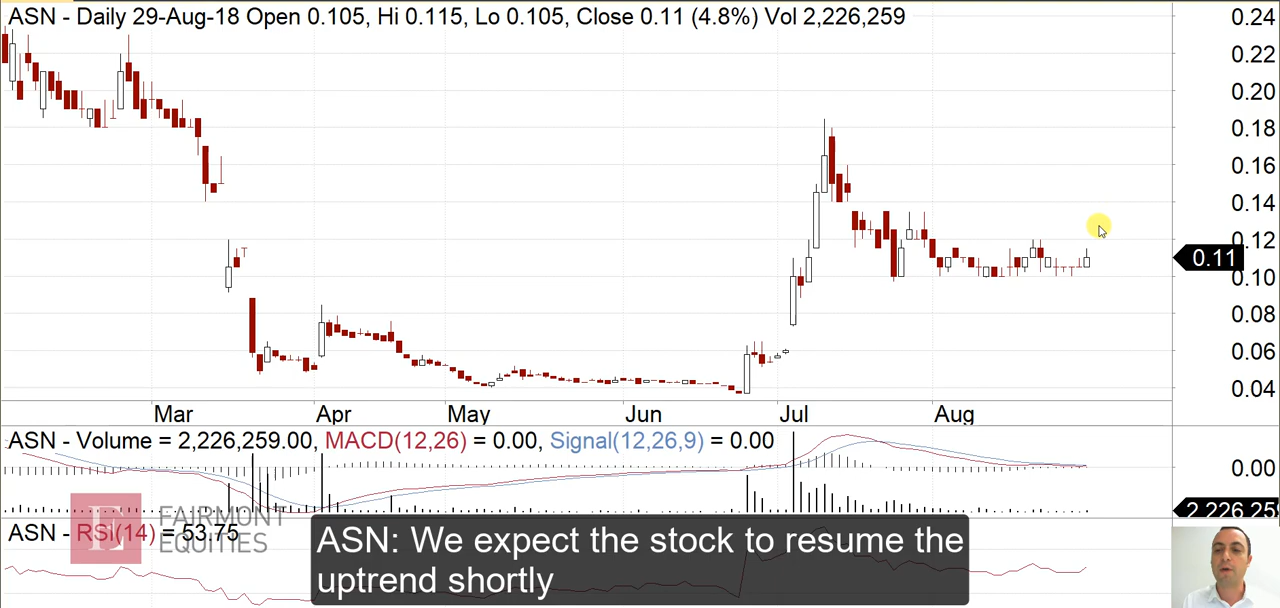 ASN - Daily 29-Aug-18 Open 0.105, Hi 0.115, Lo 0.105, Close 0.11 (4.8%) Vol 2,226,259
0.24
0.22
0.20
0.18
0.16
0.14
0.12
0.11
0.10
0.08
0.06
0.04
Mar Apr May Jun Jul Aug
ASN - Volume = 2,226,259.00, MACD(12,26) = 0.00, Signal(12,26,9) = 0.00
0.00
2,226,259
ASN - RSI(14) = 53.75
E FAIRMONT
EQUITIES
ASN: We expect the stock to resume the
uptrend shortly